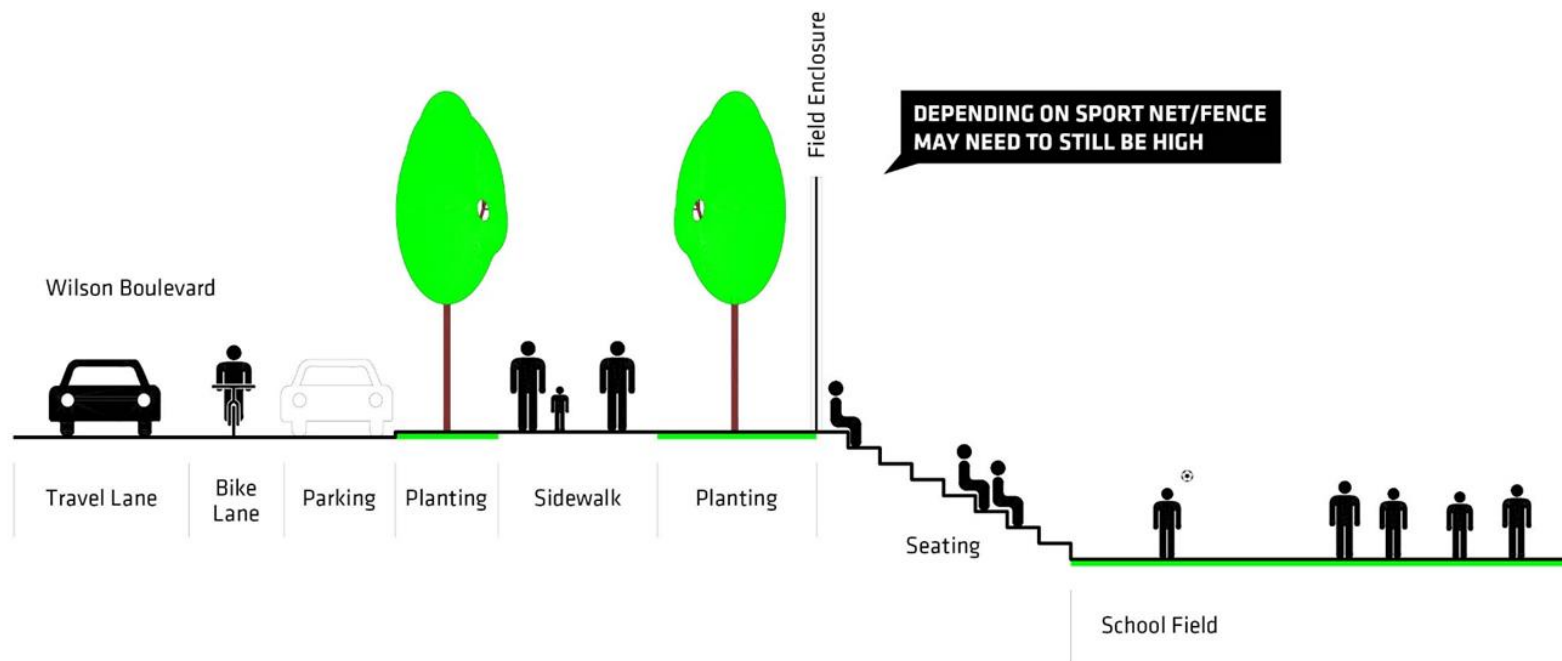 Field Enclosure
DEPENDING ON SPORT NET/FENCE
MAY NEED TO STILL BE HIGH
Wilson Boulevard
Travel Lane
Bike
Lane
Parking
Planting
Sidewalk
Planting
Seating
School Field